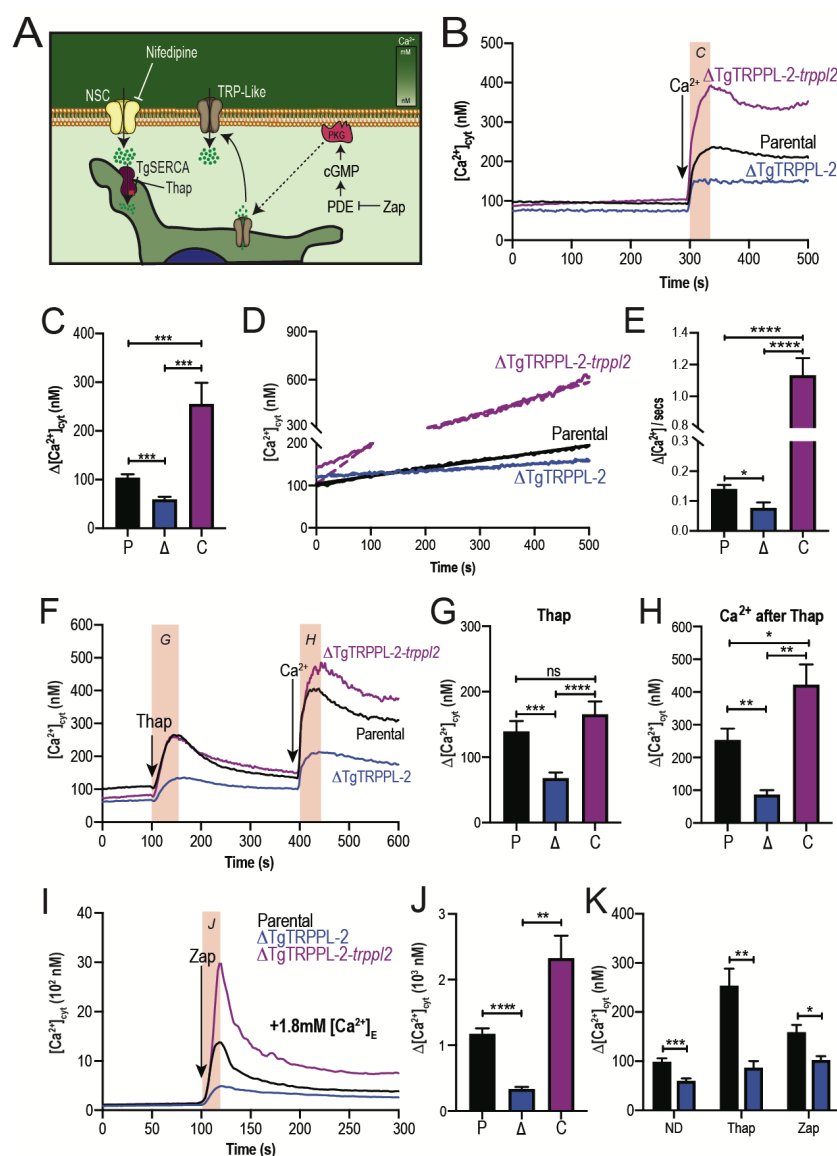 A
Nifedipine
Ca²⁺
mM
nM
NSC
TRP-Like
PKG
TgSERCA
Thap
cGMP
PDE
Zap
B
[Ca²⁺]cyt (nM)
500
400
300
200
100
0
C
Ca²⁺
ΔTgTRPPL-2-trppl2
Parental
ΔTgTRPPL-2
0 100 200 300 400 500
Time (s)
C
Δ[Ca²⁺]cyt (nM)
400
300
200
100
0
***
***
***
P Δ C
D
[Ca²⁺]cyt (nM)
900
600
300
200
100
0
ΔTgTRPPL-2-trppl2
Parental
ΔTgTRPPL-2
0 100 200 300 400 500
Time (s)
E
Δ[Ca²⁺]/secs
1.4
1.2
1.0
0.8
0.3
0.2
0.1
0.0
****
****
*
P Δ C
F
[Ca²⁺]cyt (nM)
600
500
400
300
200
100
0
G
H
Thap
Ca²⁺
ΔTgTRPPL-2-trppl2
Parental
ΔTgTRPPL-2
0 100 200 300 400 500 600
Time (s)
G
Thap
Δ[Ca²⁺]cyt (nM)
300
200
100
0
ns
***
****
P Δ C
H
Ca²⁺ after Thap
Δ[Ca²⁺]cyt (nM)
600
500
400
300
200
100
0
*
**
**
P Δ C
I
[Ca²⁺]cyt (10² nM)
40
30
20
10
0
J
Zap
Parental
ΔTgTRPPL-2
ΔTgTRPPL-2-trppl2
+1.8mM [Ca²⁺]E
0 50 100 150 200 250 300
Time (s)
J
Δ[Ca²⁺]cyt (10³ nM)
3
2
1
0
**
****
P Δ C
K
Δ[Ca²⁺]cyt (nM)
400
300
200
100
0
***
**
*
ND Thap Zap